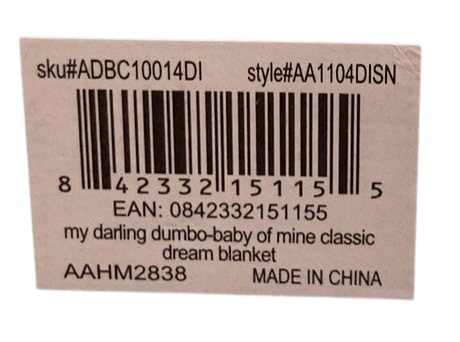 sku#ADBC10014DI style#AA1104DISN
8 42332 15115 5
EAN: 0842332151155
my darling dumbo-baby of mine classic
dream blanket
AAHM2838 MADE IN CHINA